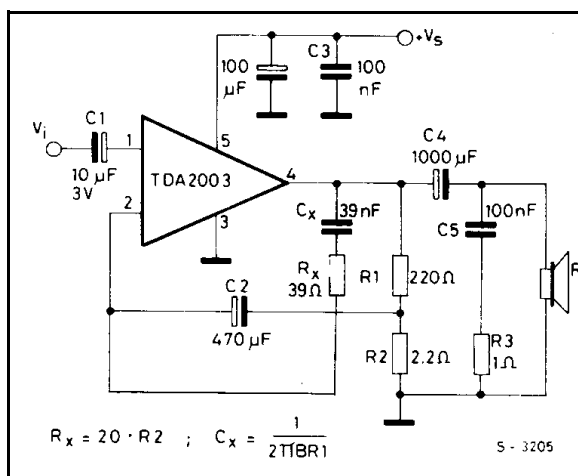 +Vs
C3
100
µF
100
nF
C1
Vi
1
10 µF
3V
5
TDA2003
4
2
3
C4
1000 µF
Cx
39nF
100nF
C5
Rx
39Ω
R1
220Ω
C2
470 µF
R2
2.2Ω
R3
1Ω
R
Rx = 20 · R2 ; Cx = 1 / 2πBR1
S - 3205